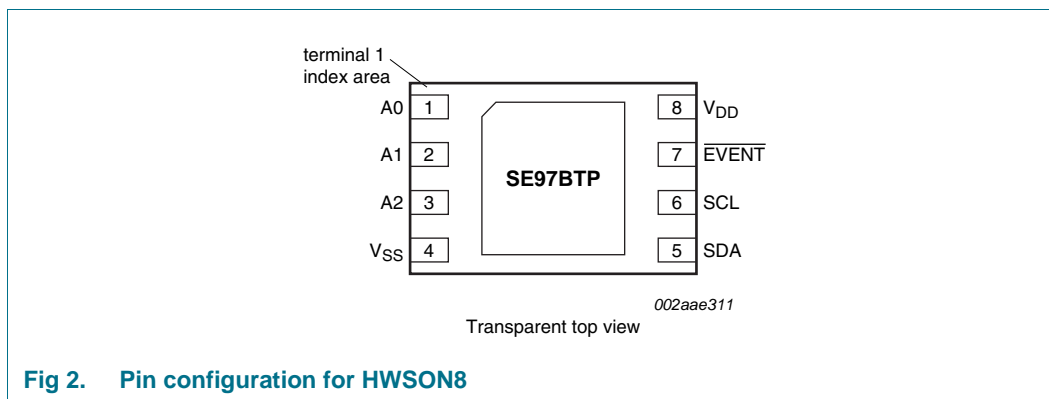 terminal 1
index area
A0 1 8 VDD
A1 2 7 EVENT
SE97BTP
A2 3 6 SCL
VSS 4 5 SDA
002aae311
Transparent top view
Fig 2. Pin configuration for HWSON8